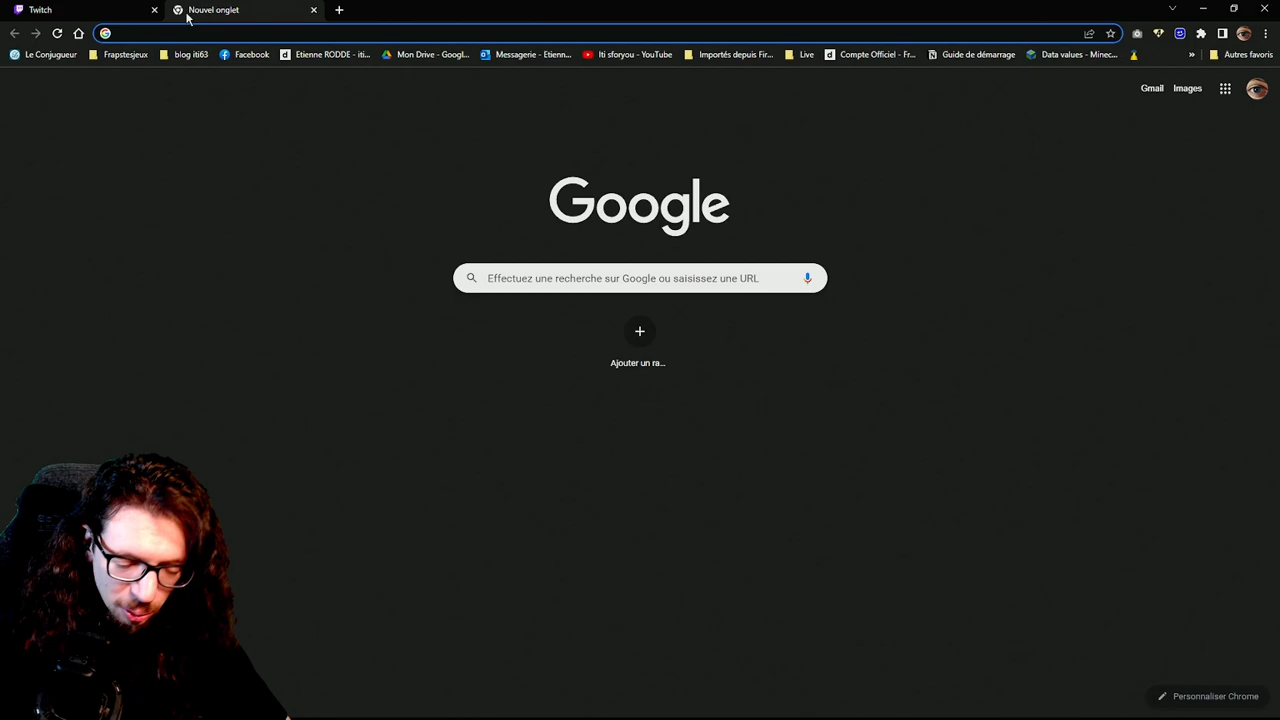 Twitch
Nouvel onglet
Le Conjugueur
Frapstesjeux
blog iti63
Facebook
Etienne RODDE - iti...
Mon Drive - Googl...
Messagerie - Etienn...
Iti sforyou - YouTube
Importés depuis Fir...
Live
Compte Officiel - Fr...
Guide de démarrage
Data values - Minec...
»
Autres favoris
Gmail
Images
Google
Effectuez une recherche sur Google ou saisissez une URL
Ajouter un ra...
Personnaliser Chrome